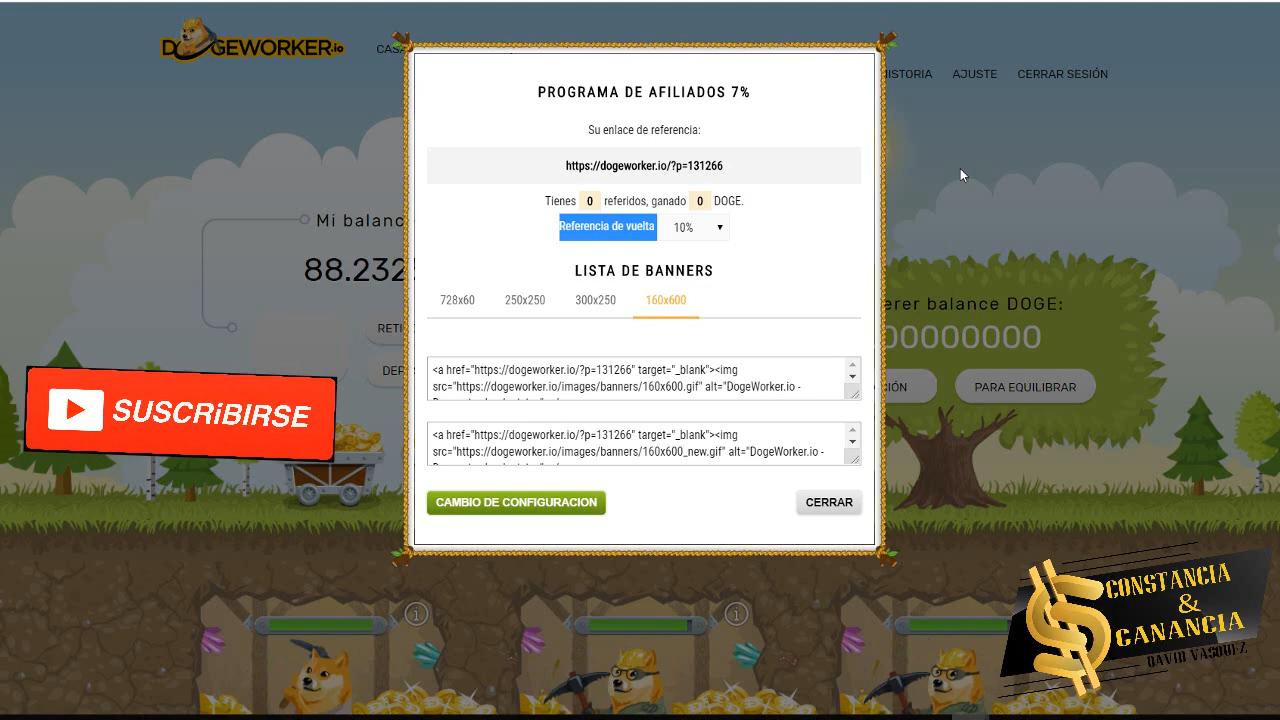 DOGEWORKER.io
CASA
HISTORIA
AJUSTE
CERRAR SESIÓN
PROGRAMA DE AFILIADOS 7%
Su enlace de referencia:
https://dogeworker.io/?p=131266
Tienes 0 referidos, ganado 0 DOGE.
Referencia de vuelta 10%
LISTA DE BANNERS
728x60 250x250 300x250 160x600
<a href="https://dogeworker.io/?p=131266" target="_blank"><img
src="https://dogeworker.io/images/banners/160x600.gif" alt="DogeWorker.io -
<a href="https://dogeworker.io/?p=131266" target="_blank"><img
src="https://dogeworker.io/images/banners/160x600_new.gif" alt="DogeWorker.io -
CAMBIO DE CONFIGURACION
CERRAR
Mi balanc
88.232
RETI
DEP
erer balance DOGE:
00000000
IÓN
PARA EQUILIBRAR
SUSCRiBIRSE
CONSTANCIA
&
GANANCIA
DAVID VASQUEZ